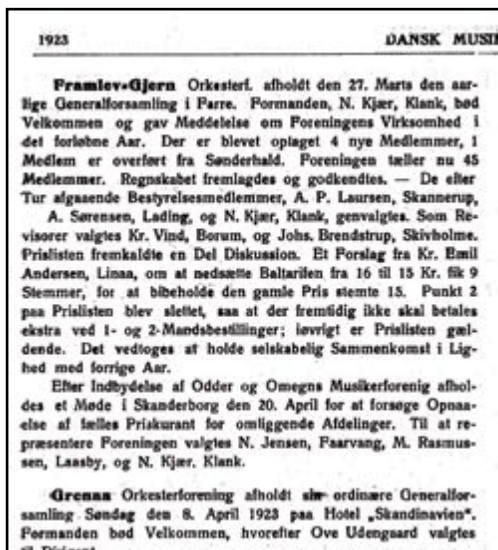 1923 DANSK MUSI
Framlev-Gjern Orkesterf. afholdt den 27. Marts den aar-
lige Generalforsamling i Farre. Formanden, N. Kjær, Klank, bød
Velkommen og gav Meddelelse om Foreningens Virksomhed i
det forløbne Aar. Der er blevet optaget 4 nye Medlemmer, 1
Medlem er overført fra Sønderhald. Foreningen tæller nu 45
Medlemmer. Regnskabet fremlagdes og godkendtes. — De efter
Tur afgaaende Bestyrelsesmedlemmer, A. P. Laursen, Skannerup,
A. Sørensen, Lading, og N. Kjær, Klank, genvalgtes. Som Re-
visorer valgtes Kr. Vind, Borum, og Johs. Brendstrup, Skivholme.
Prislisten fremkaldte en Del Diskussion. Et Forslag fra Kr. Emil
Andersen, Linaa, om at nedsætte Baltarifen fra 16 til 15 Kr. fik 9
Stemmer, for at bibeholde den gamle Pris stemte 15. Punkt 2
paa Prislisten blev slettet, saa at der fremtidig ikke skal betales
ekstra ved 1- og 2-Mandsbestillinger; iøvrigt er Prislisten gæl-
dende. Det vedtoges at holde selskabelig Sammenkomst i Lig-
hed med forrige Aar.
Efter Indbydelse af Odder og Omegns Musikerforenig afhol-
des et Møde i Skanderborg den 20. April for at forsøge Opnaa-
else af fælles Priskurant for omliggende Afdelinger. Til at re-
præsentere Foreningen valgtes N. Jensen, Faarvang, M. Rasmus-
sen, Laasby, og N. Kjær, Klank.
Grenaa Orkesterforening afholdt sin ordinære Generalfor-
samling Søndag den 8. April 1923 paa Hotel „Skandinavien".
Formanden bød Velkommen, hvorefter Ove Udengaard valgtes
til Dirigent